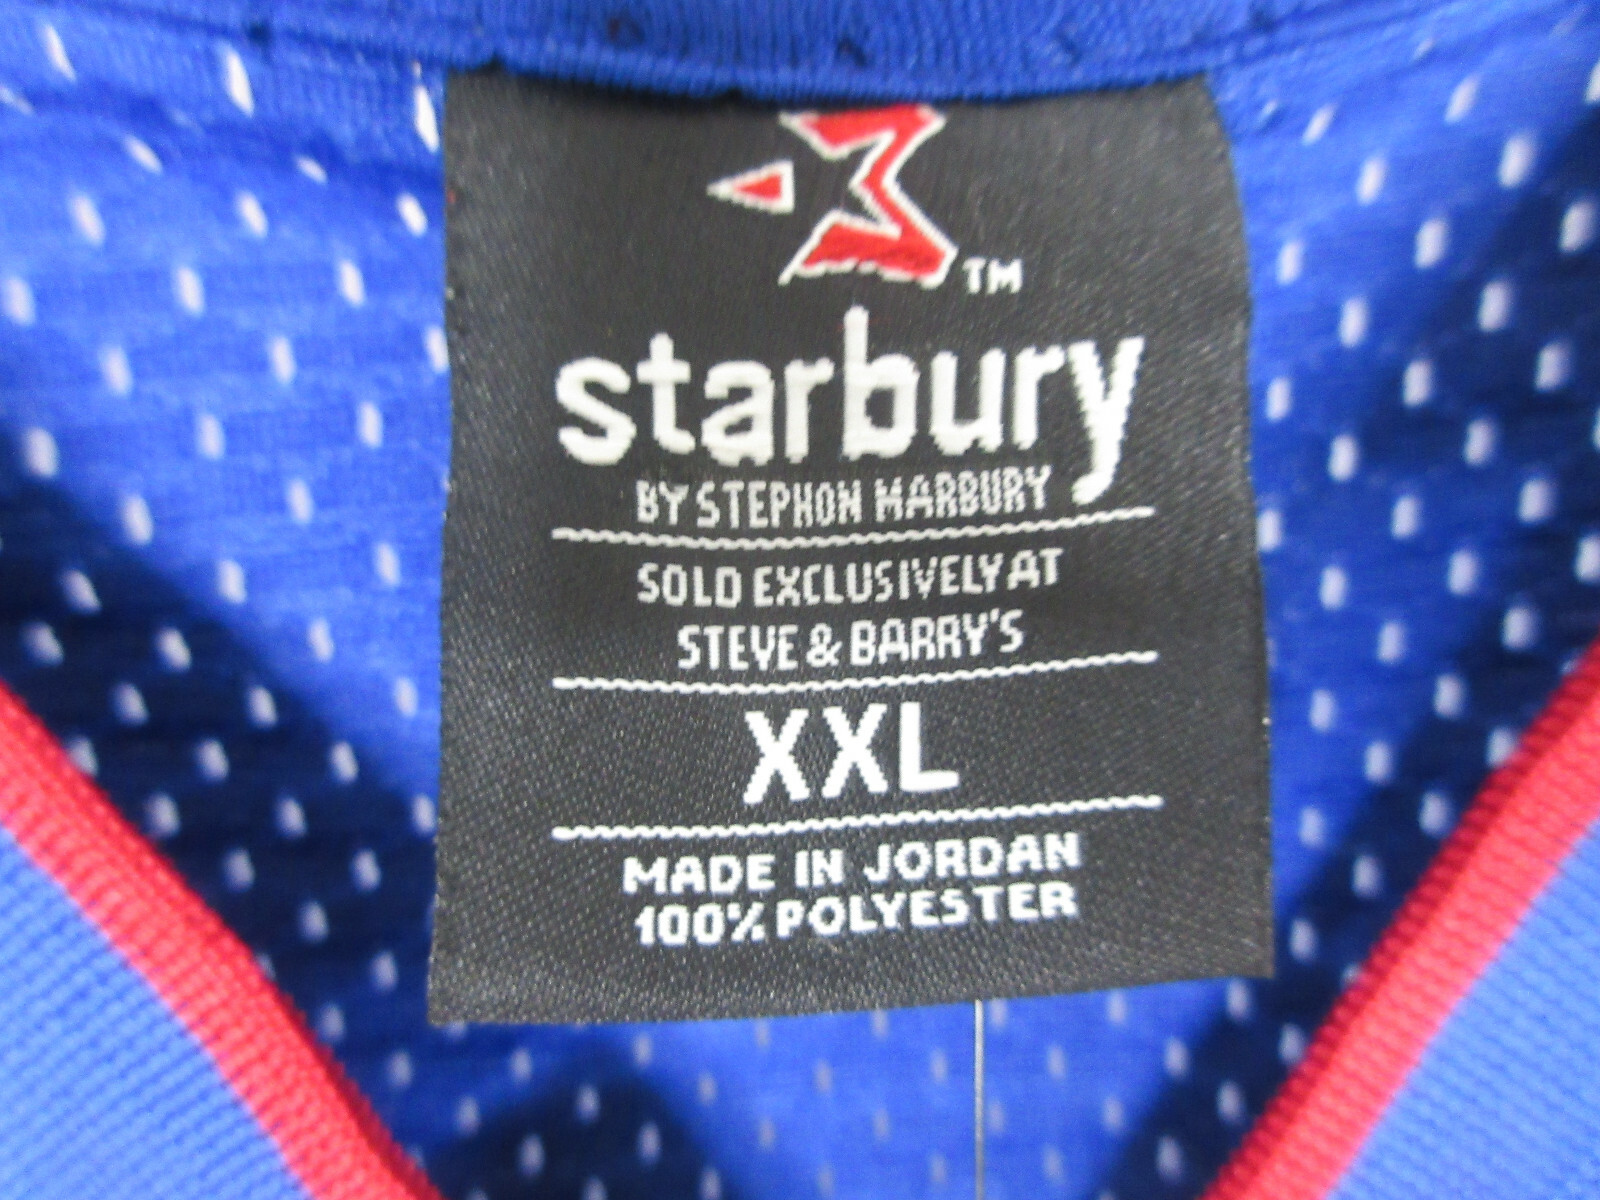 TM
starbury
BY STEPHON MARBURY
SOLD EXCLUSIVELY AT
STEVE & BARRY'S
XXL
MADE IN JORDAN
100% POLYESTER